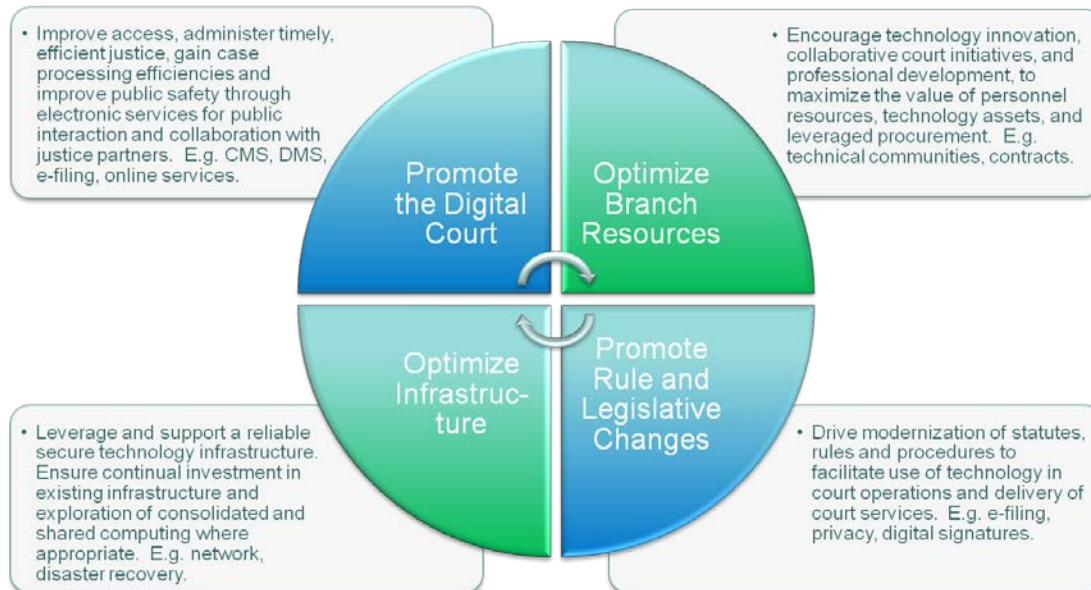 • Improve access, administer timely,
efficient justice, gain case
processing efficiencies and
improve public safety through
electronic services for public
interaction and collaboration with
justice partners.  E.g. CMS, DMS,
e-filing, online services.
• Encourage technology innovation,
collaborative court initiatives, and
professional development, to
maximize the value of personnel
resources, technology assets, and
leveraged procurement.  E.g.
technical communities, contracts.
Promote
the Digital
Court
Optimize
Branch
Resources
Optimize
Infrastruc-
ture
Promote
Rule and
Legislative
Changes
• Leverage and support a reliable
secure technology infrastructure.
Ensure continual investment in
existing infrastructure and
exploration of consolidated and
shared computing where
appropriate.  E.g. network,
disaster recovery.
• Drive modernization of statutes,
rules and procedures to
facilitate use of technology in
court operations and delivery of
court services.  E.g. e-filing,
privacy, digital signatures.